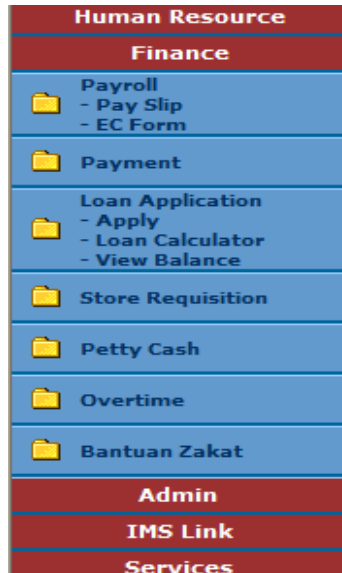 Human Resource
Finance
Payroll
- Pay Slip
- EC Form
Payment
Loan Application
- Apply
- Loan Calculator
- View Balance
Store Requisition
Petty Cash
Overtime
Bantuan Zakat
Admin
IMS Link
Services